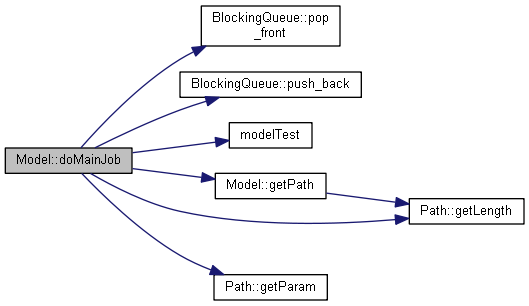 BlockingQueue::pop
_front
BlockingQueue::push_back
modelTest
Model::doMainJob
Model::getPath
Path::getLength
Path::getParam